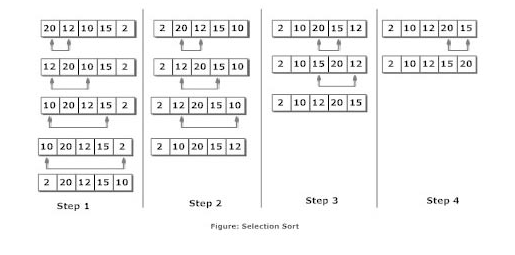 20 12 10 15 2
12 20 10 15 2
10 20 12 15 2
10 20 12 15 2
2 20 12 15 10
Step 1
2 20 12 15 10
2 12 20 15 10
2 12 20 15 10
2 10 20 15 12
Step 2
2 10 20 15 12
2 10 15 20 12
2 10 12 20 15
Step 3
2 10 12 20 15
2 10 12 15 20
Step 4
Figure: Selection Sort